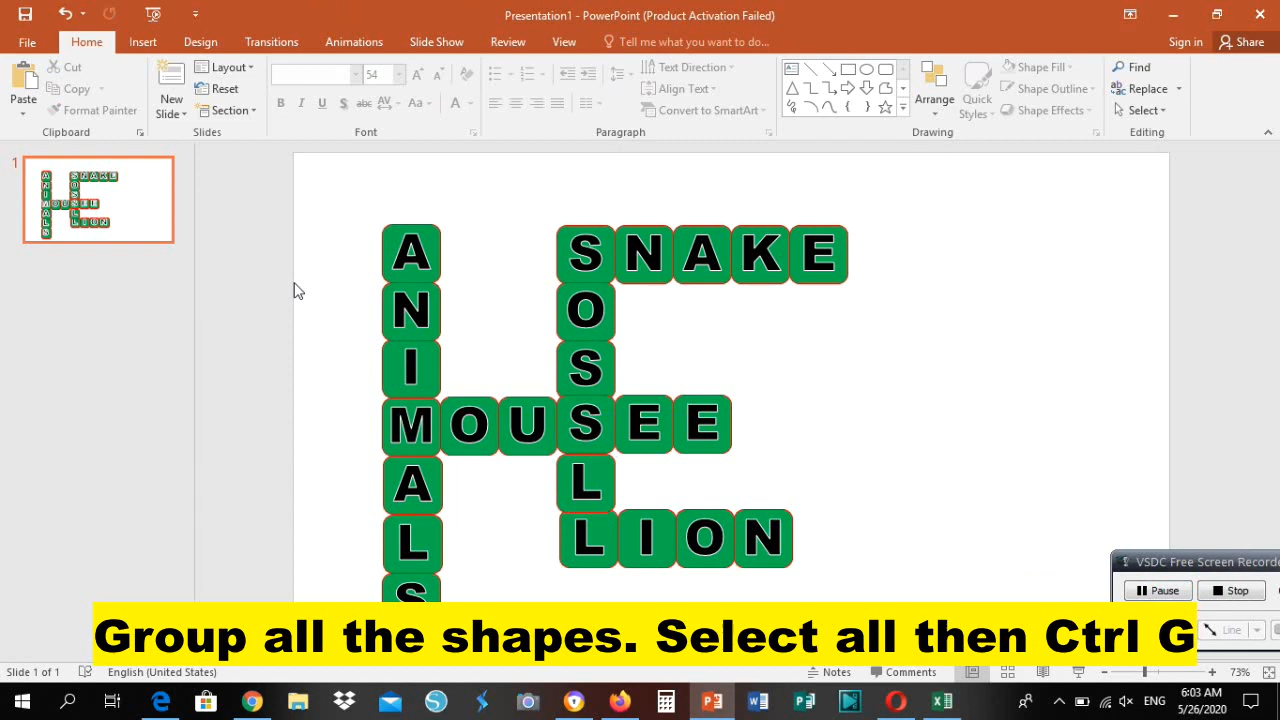 Presentation1 - PowerPoint (Product Activation Failed)
File Home Insert Design Transitions Animations Slide Show Review View Tell me what you want to do... Sign in Share
Paste Cut Copy Format Painter New Slide Layout Reset Section 54 Text Direction Align Text Convert to SmartArt Arrange Quick Styles Shape Fill Shape Outline Shape Effects Find Replace Select
Clipboard Slides Font Paragraph Drawing Editing
1
A S N A K E
N O
I S
M O U S E E
A L
L L I O N
S
VSDC Free Screen Recorde
Pause Stop
Line
Group all the shapes. Select all then Ctrl G
Slide 1 of 1 English (United States) Notes Comments 73%
ENG 6:03 AM
5/26/2020